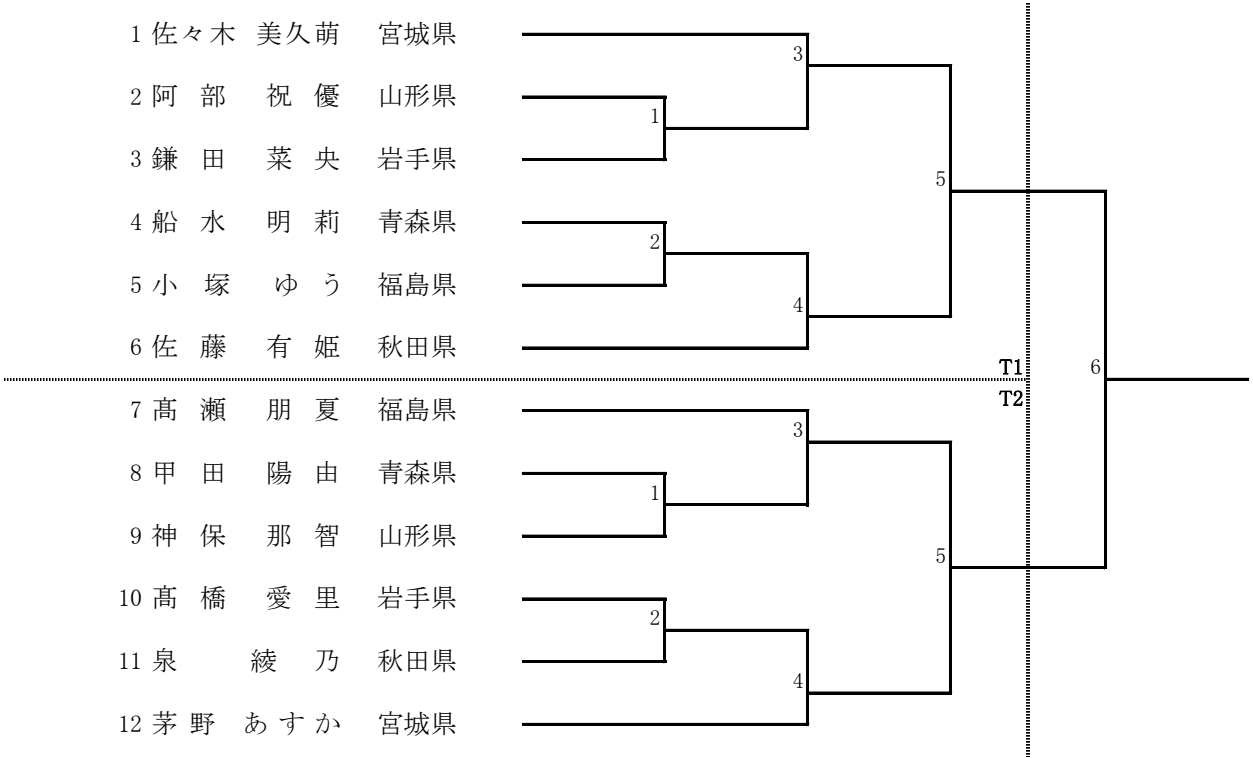 1 佐々木 美久萌 宮城県
3
2 阿部 祝優 山形県
1
3 鎌田 菜央 岩手県
5
4 船水 明莉 青森県
2
5 小塚 ゆう 福島県
4
6 佐藤 有姫 秋田県
T1 6
T2
7 髙瀬 朋夏 福島県
3
8 甲田 陽由 青森県
1
9 神保 那智 山形県
5
10 髙橋 愛里 岩手県
2
11 泉 綾乃 秋田県
4
12 茅野 あすか 宮城県